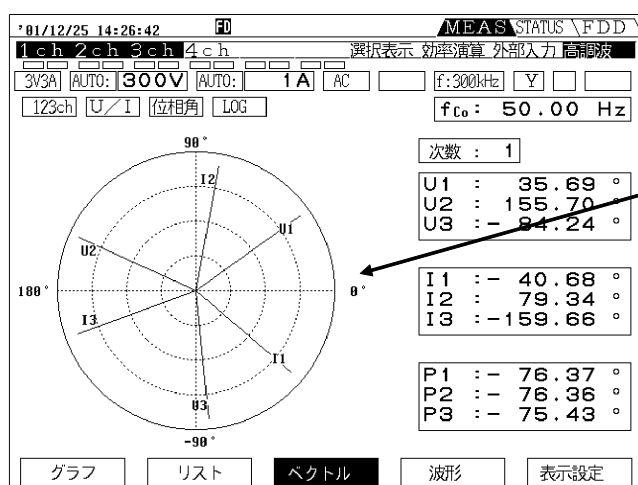 '01/12/25 14:26:42 FD MEAS STATUS FDD
1ch 2ch 3ch 4ch 選択表示 効率演算 外部入力 高調波
3V3A AUTO: 300V AUTO: 1A AC f:300kHz Y
123ch U/I 位相角 LOG fco: 50.00 Hz
次数 : 1
U1 : 35.69 °
U2 : 155.70 °
U3 :- 84.24 °
I1 :- 40.68 °
I2 : 79.34 °
I3 :-159.66 °
P1 :- 76.37 °
P2 :- 76.36 °
P3 :- 75.43 °
90°
I2
U1
U2
180°
0°
I3
I1
U3
-90°
グラフ リスト ベクトル 波形 表示設定